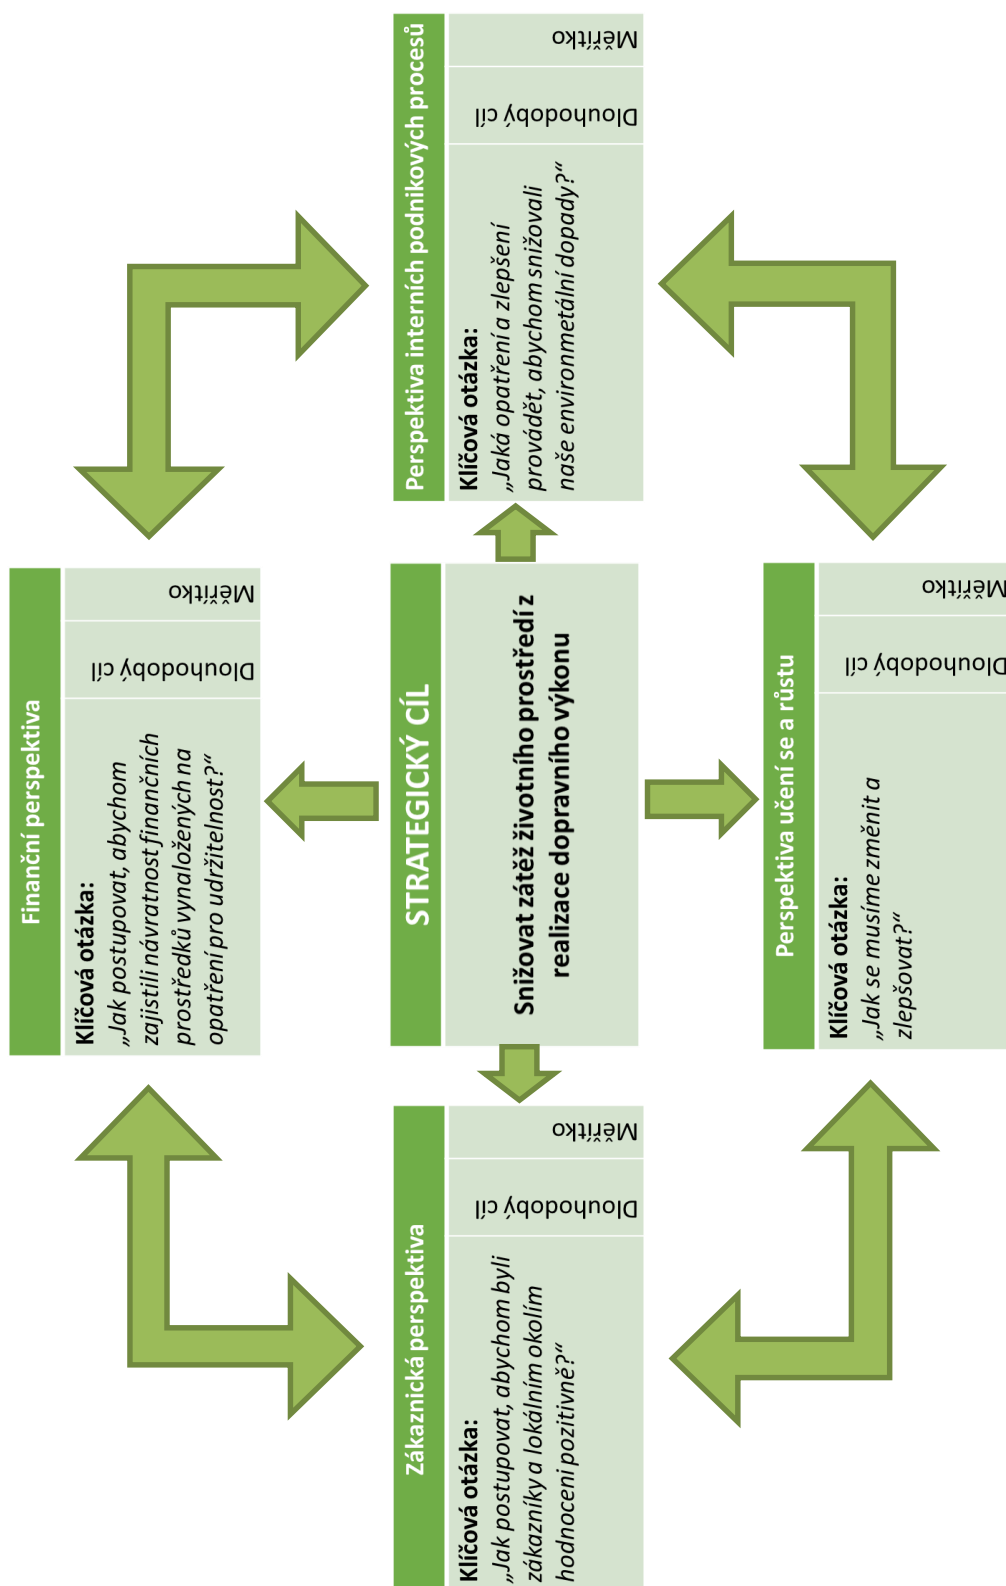 Finanční perspektiva
Klíčová otázka:
„Jak postupovat, abychom
zajistili návratnost finančních
prostředků vynaložených na
opatření pro udržitelnost?“
Dlouhodobý cíl
Měřítko
Zákaznická perspektiva
Klíčová otázka:
„Jak postupovat, abychom byli
zákazníky a lokálním okolím
hodnoceni pozitivně?“
Dlouhodobý cíl
Měřítko
STRATEGICKÝ CÍL
Snižovat zátěž životního prostředí z
realizace dopravního výkonu
Perspektiva interních podnikových procesů
Klíčová otázka:
„Jaká opatření a zlepšení
provádět, abychom snižovali
naše environmetální dopady?“
Dlouhodobý cíl
Měřítko
Perspektiva učení se a růstu
Klíčová otázka:
„Jak se musíme změnit a
zlepšovat?“
Dlouhodobý cíl
Měřítko